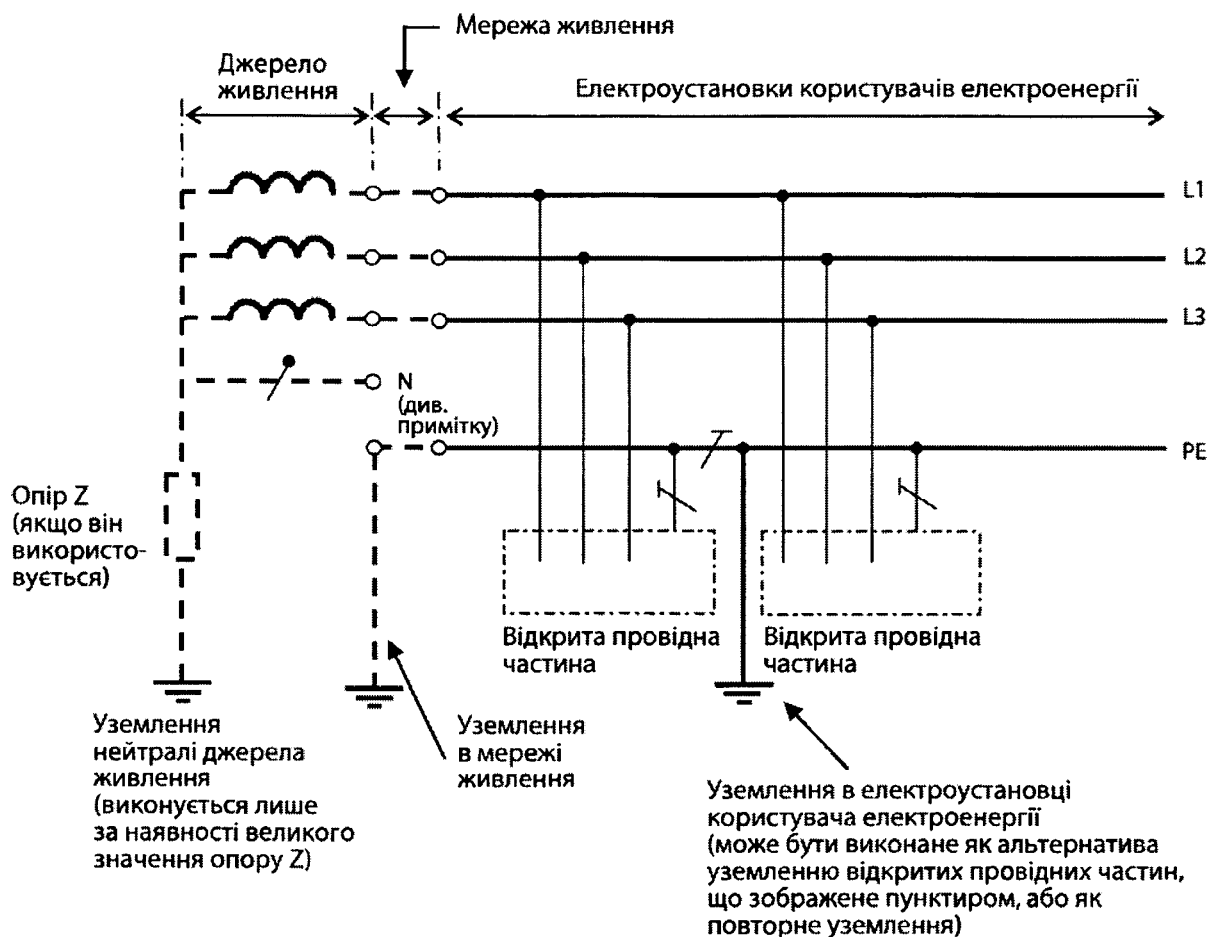 Мережа живлення
Джерело
живлення
Електроустановки користувачів електроенергії
L1
L2
L3
N
(див.
примітку)
PE
Опір Z
(якщо він
використо-
вується)
Відкрита провідна
частина
Відкрита провідна
частина
Уземлення
нейтралі джерела
живлення
(виконується лише
за наявності великого
значення опору Z)
Уземлення
в мережі
живлення
Уземлення в електроустановці
користувача електроенергії
(може бути виконане як альтернатива
уземленню відкритих провідних частин,
що зображене пунктиром, або як
повторне уземлення)